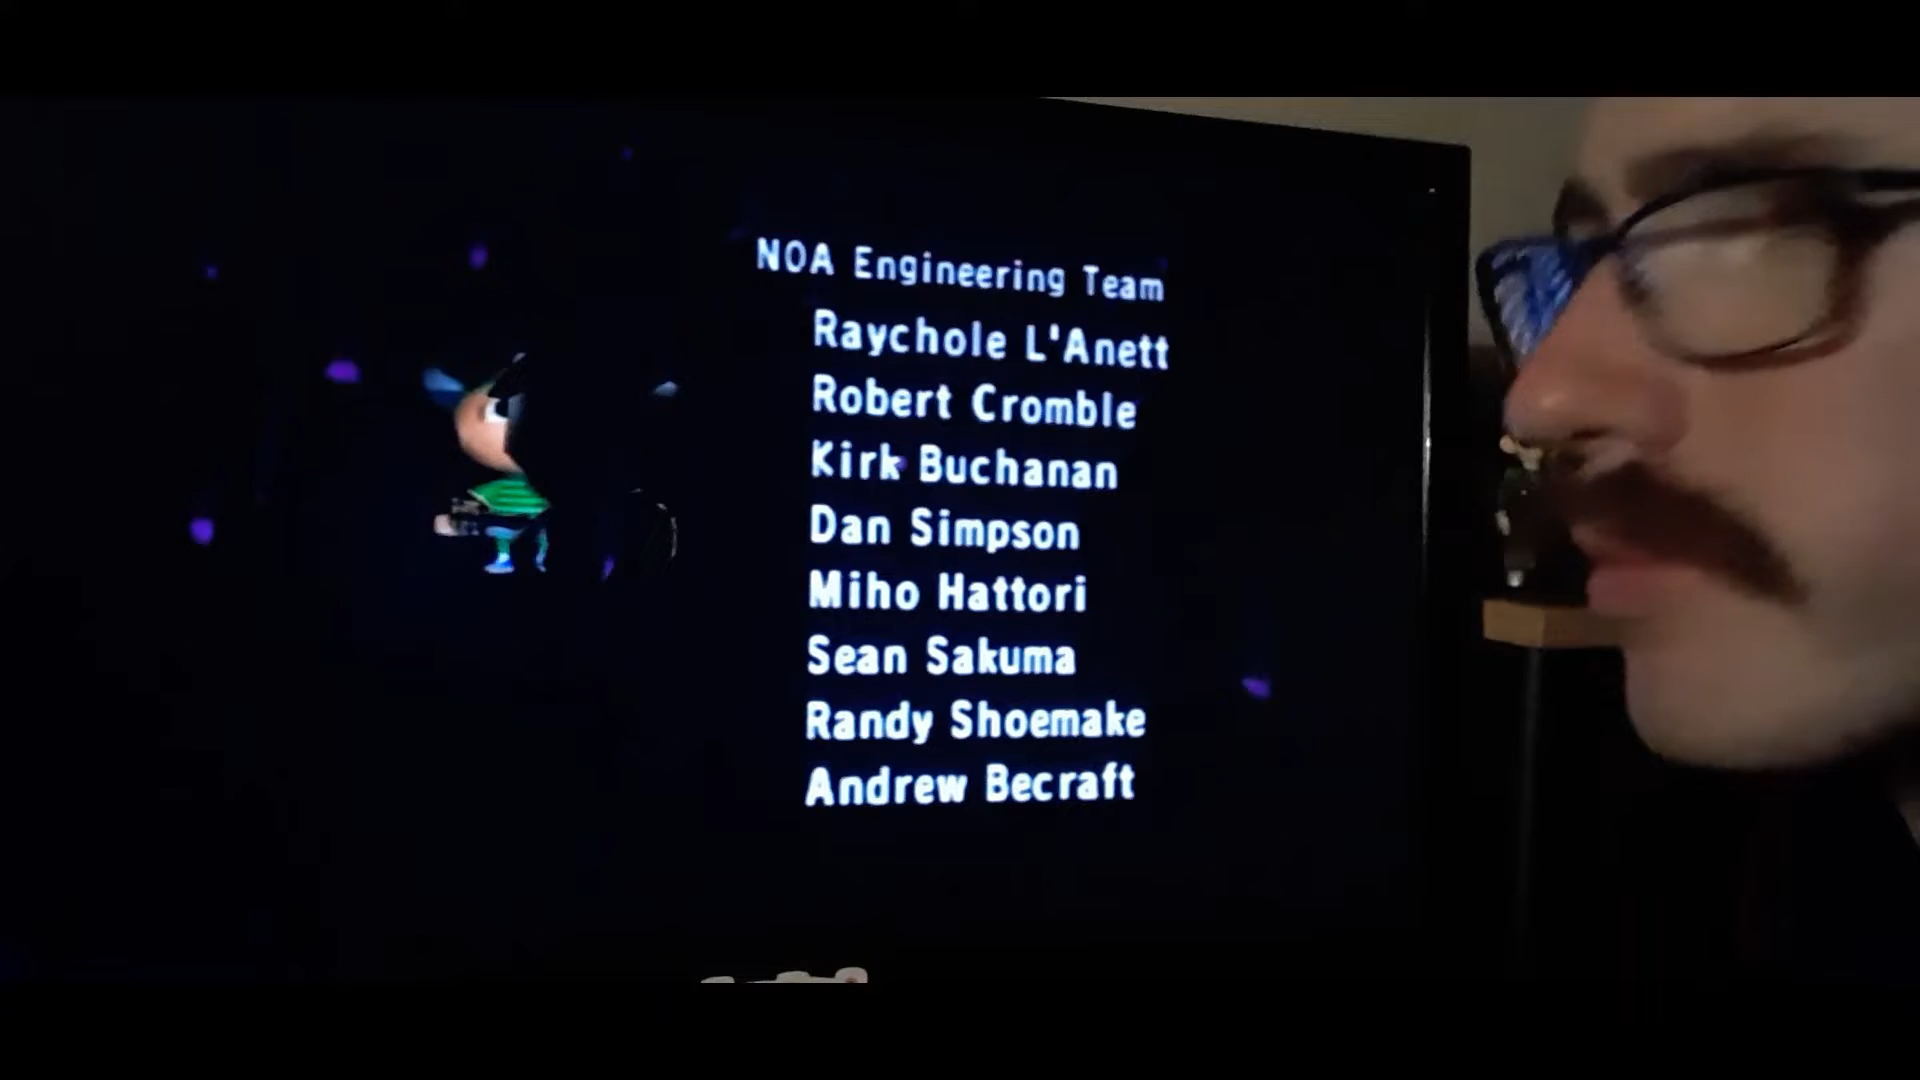 NOA Engineering Team
Raychole L'Anett
Robert Cromble
Kirk Buchanan
Dan Simpson
Miho Hattori
Sean Sakuma
Randy Shoemake
Andrew Becraft